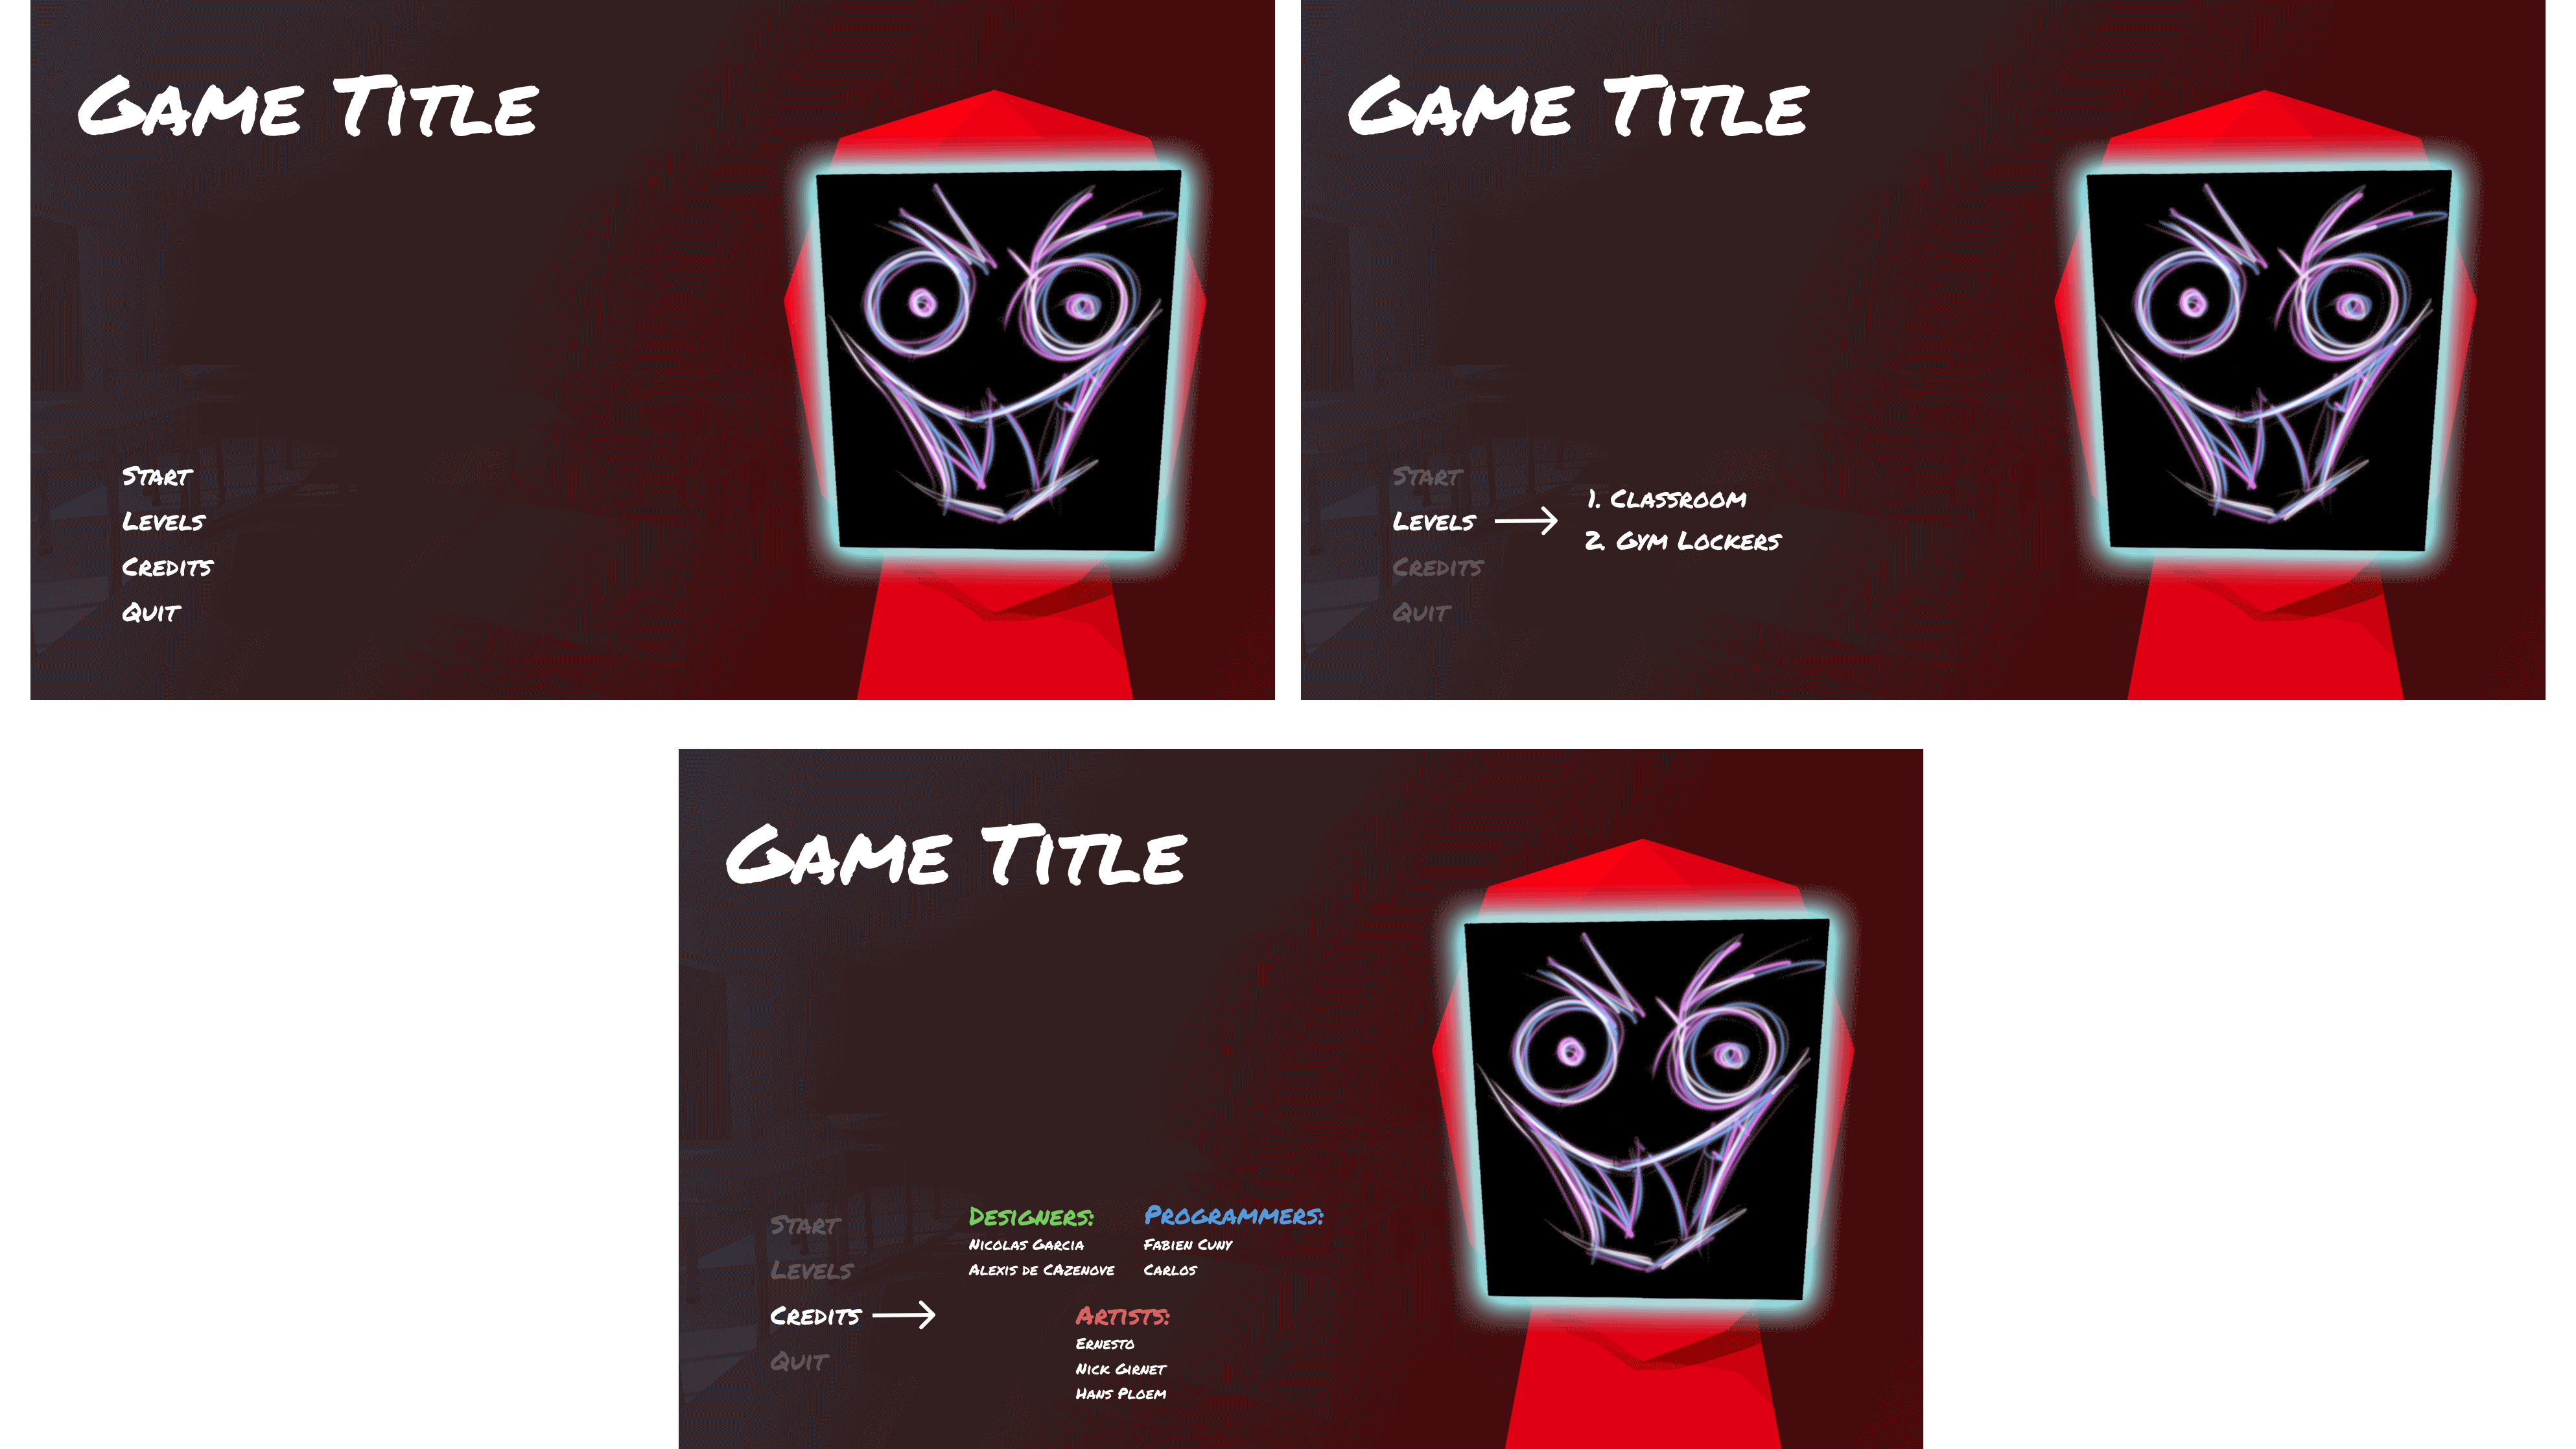 Game Title
Start
Levels
Credits
Quit
Game Title
Start
Levels
Credits
Quit
1. Classroom
2. Gym Lockers
Game Title
Start
Levels
Credits
Quit
Designers:
Nicolas Garcia
Alexis de CAzenove
Programmers:
Fabien Cuny
Carlos
Artists:
Ernesto
Nick Girnet
Hans Ploem